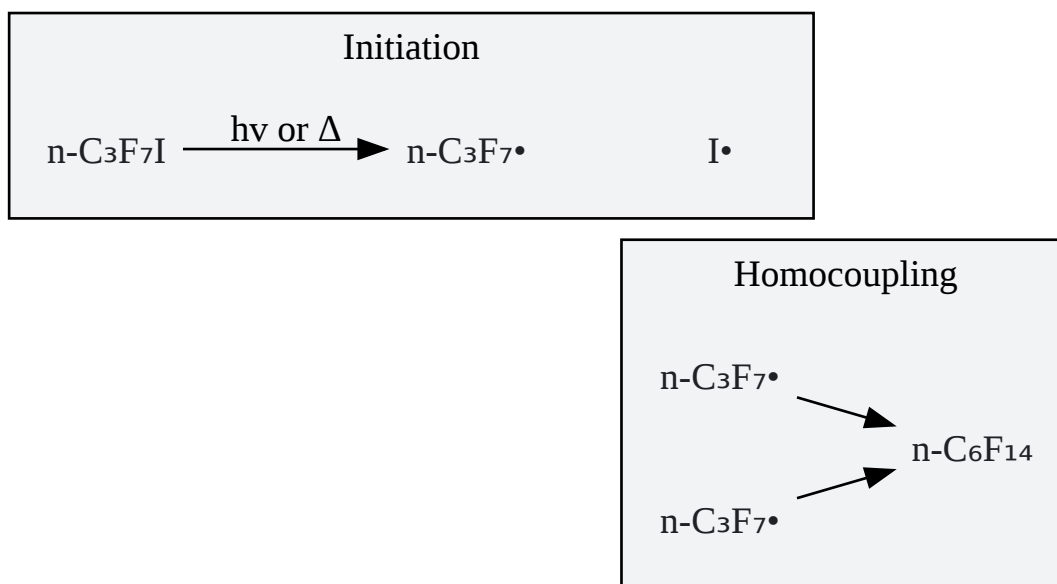 Initiation
hν or Δ
n-C₃F₇I n-C₃F₇• I•
Homocoupling
n-C₃F₇•
n-C₆F₁₄
n-C₃F₇•